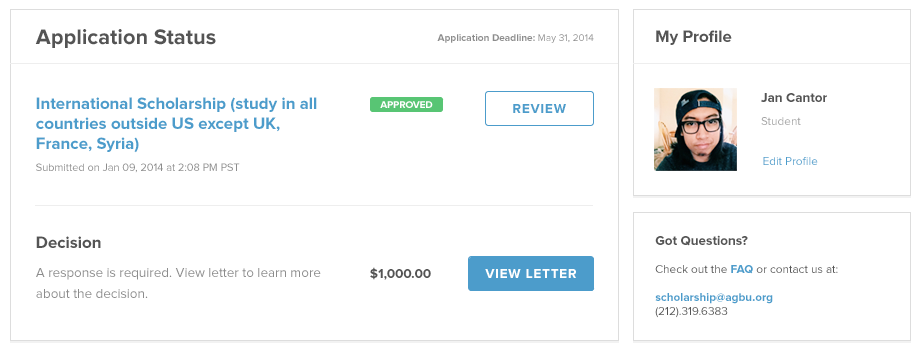 Application Status
Application Deadline: May 31, 2014
International Scholarship (study in all
countries outside US except UK,
France, Syria)
Submitted on Jan 09, 2014 at 2:08 PM PST
APPROVED
REVIEW
Decision
A response is required. View letter to learn more
about the decision.
$1,000.00
VIEW LETTER
My Profile
Jan Cantor
Student
Edit Profile
Got Questions?
Check out the FAQ or contact us at:
scholarship@agbu.org
(212).319.6383